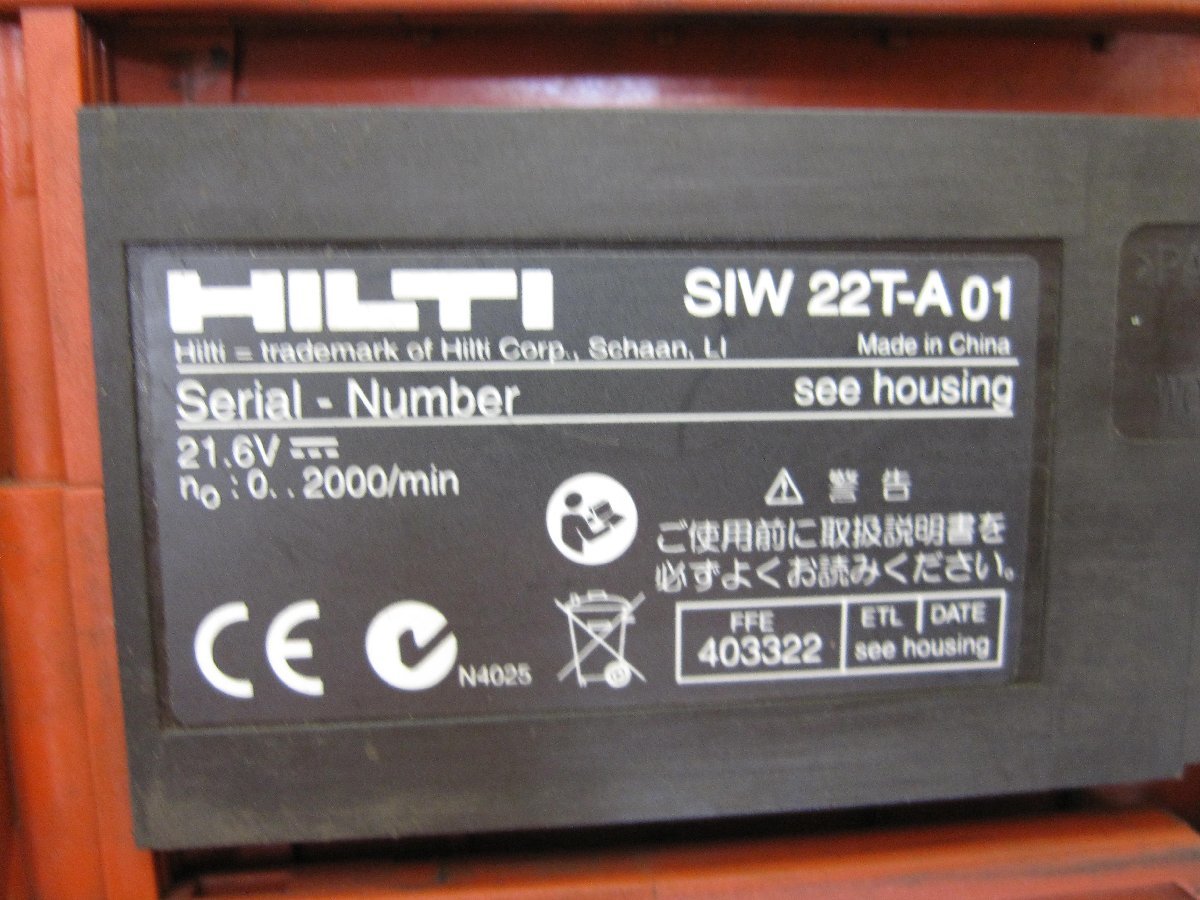 HILTI
SIW 22T-A 01
Hilti = trademark of Hilti Corp., Schaan, LI
Made in China
Serial - Number
see housing
21.6V
n₀ : 0. . 2000/min
警 告
ご使用前に取扱説明書を
必ずよくお読みください。
CE
N4025
FFE
403322
ETL
DATE
see housing